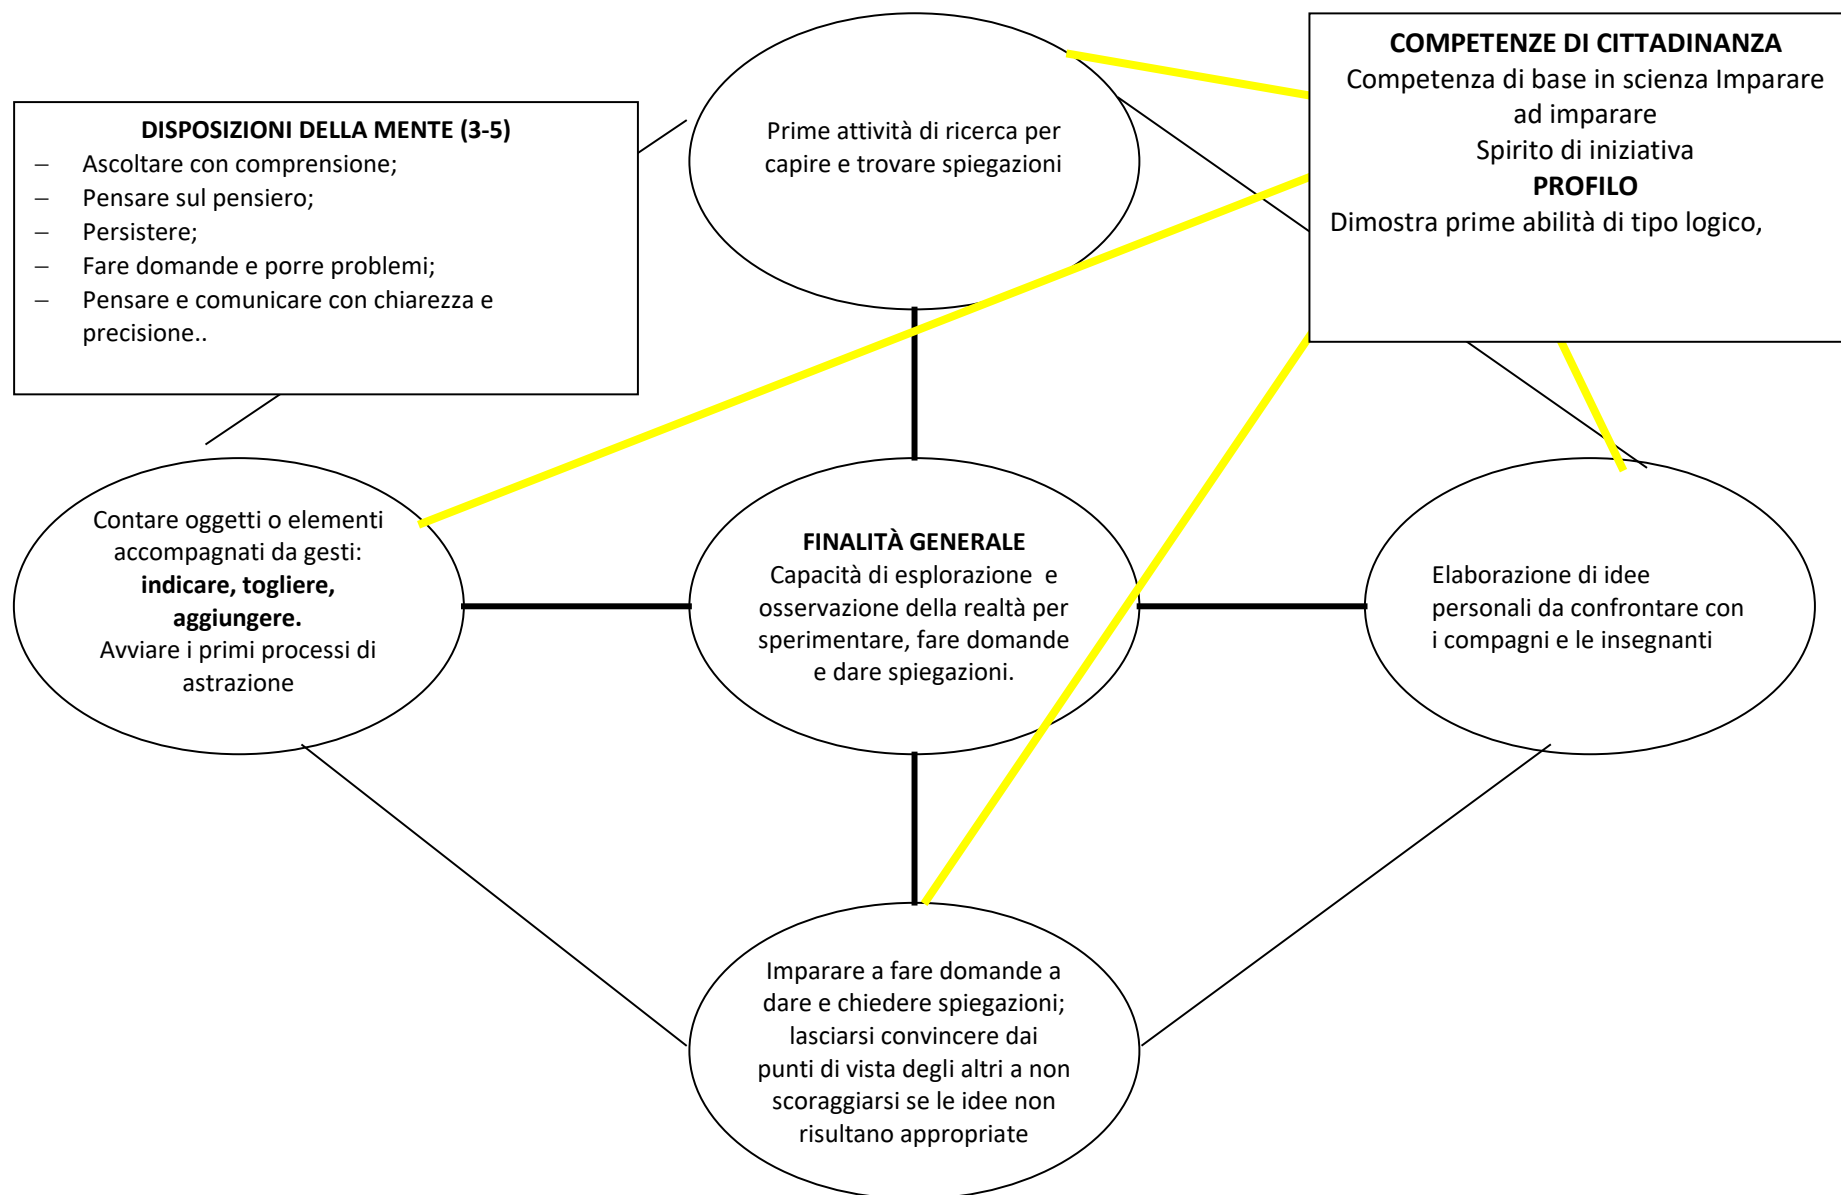 COMPETENZE DI CITTADINANZA
Competenza di base in scienza Imparare
ad imparare
Spirito di iniziativa
PROFILO
Dimostra prime abilità di tipo logico,
DISPOSIZIONI DELLA MENTE (3-5)
– Ascoltare con comprensione;
– Pensare sul pensiero;
– Persistere;
– Fare domande e porre problemi;
– Pensare e comunicare con chiarezza e
precisione..
Prime attività di ricerca per
capire e trovare spiegazioni
Contare oggetti o elementi
accompagnati da gesti:
indicare, togliere,
aggiungere.
Avviare i primi processi di
astrazione
FINALITÀ GENERALE
Capacità di esplorazione e
osservazione della realtà per
sperimentare, fare domande
e dare spiegazioni.
Elaborazione di idee
personali da confrontare con
i compagni e le insegnanti
Imparare a fare domande a
dare e chiedere spiegazioni;
lasciarsi convincere dai
punti di vista degli altri a non
scoraggiarsi se le idee non
risultano appropriate